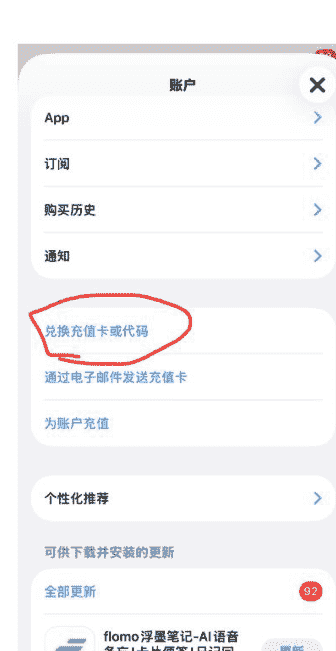 账户
App
订阅
购买历史
通知
兑换充值卡或代码
通过电子邮件发送充值卡
为账户充值
个性化推荐
可供下载并安装的更新
全部更新
92
flomo浮墨笔记-AI语音